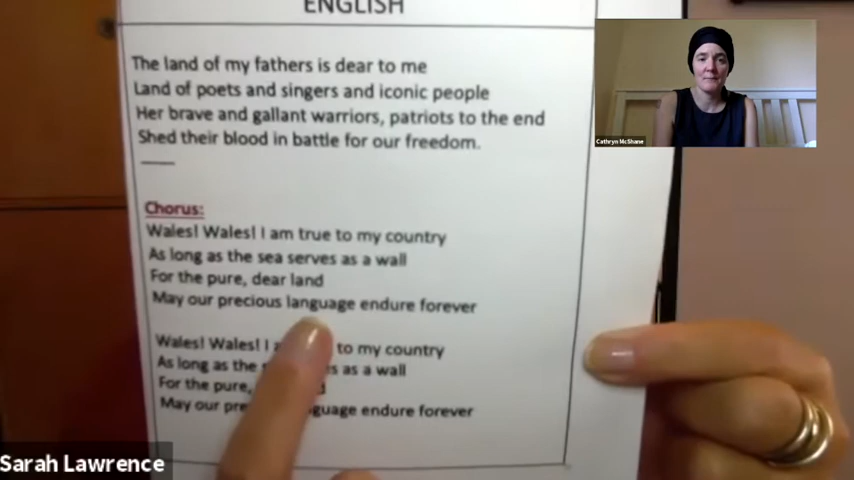 ENGLISH
The land of my fathers is dear to me
Land of poets and singers and iconic people
Her brave and gallant warriors, patriots to the end
Shed their blood in battle for our freedom.
Chorus:
Wales! Wales! I am true to my country
As long as the sea serves as a wall
For the pure, dear land
May our precious language endure forever
Wales! Wales! I to my country
As long as the as a wall
For the pure,
May our endure forever
Cathryn McShane
Sarah Lawrence